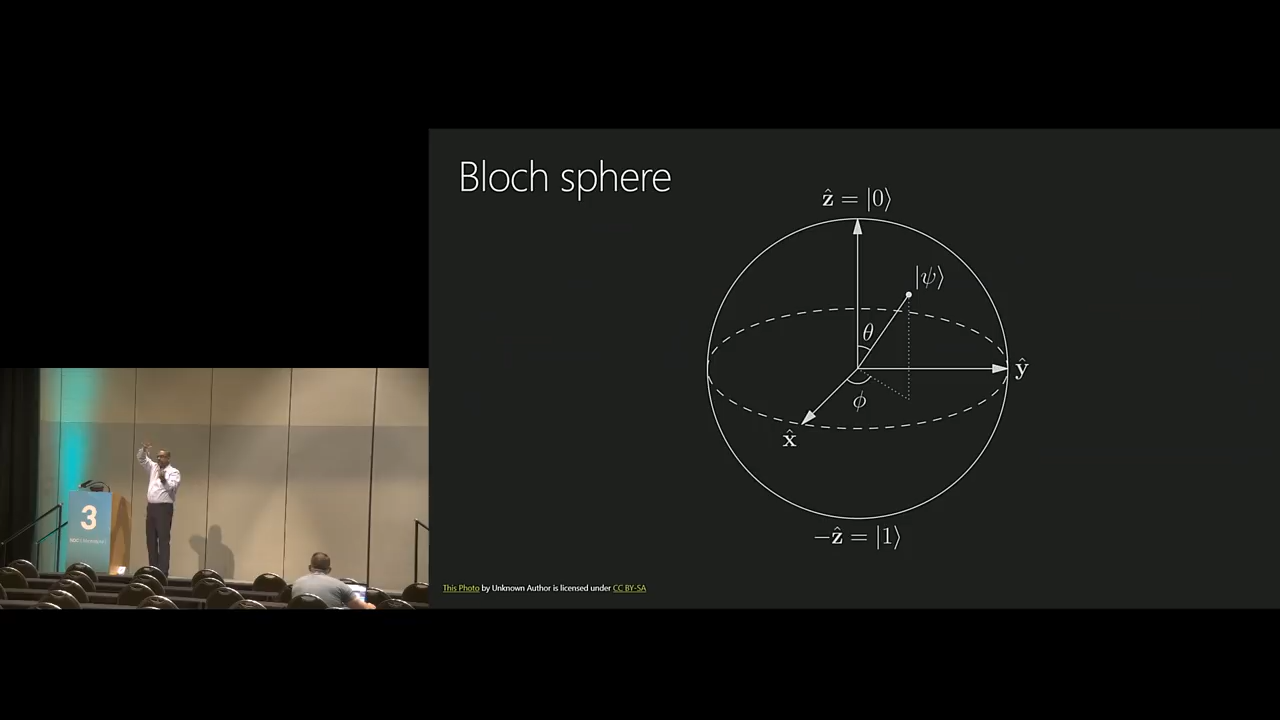 Bloch sphere
ẑ = |0⟩
|ψ⟩
θ
ŷ
ϕ
x̂
−ẑ = |1⟩
This Photo by Unknown Author is licensed under CC BY-SA
3